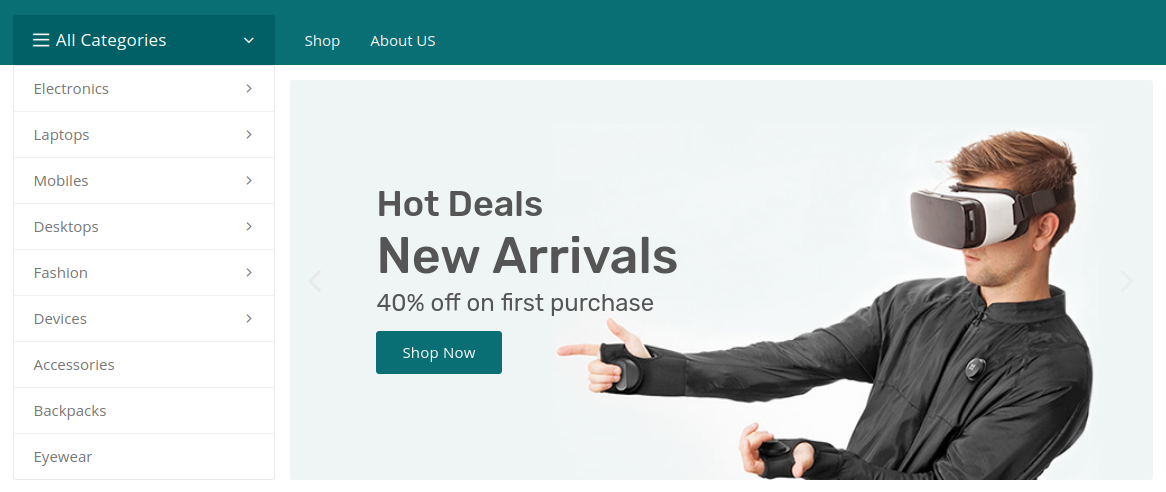 All Categories
Shop
About US
Electronics
Laptops
Mobiles
Desktops
Fashion
Devices
Accessories
Backpacks
Eyewear
Hot Deals
New Arrivals
40% off on first purchase
Shop Now